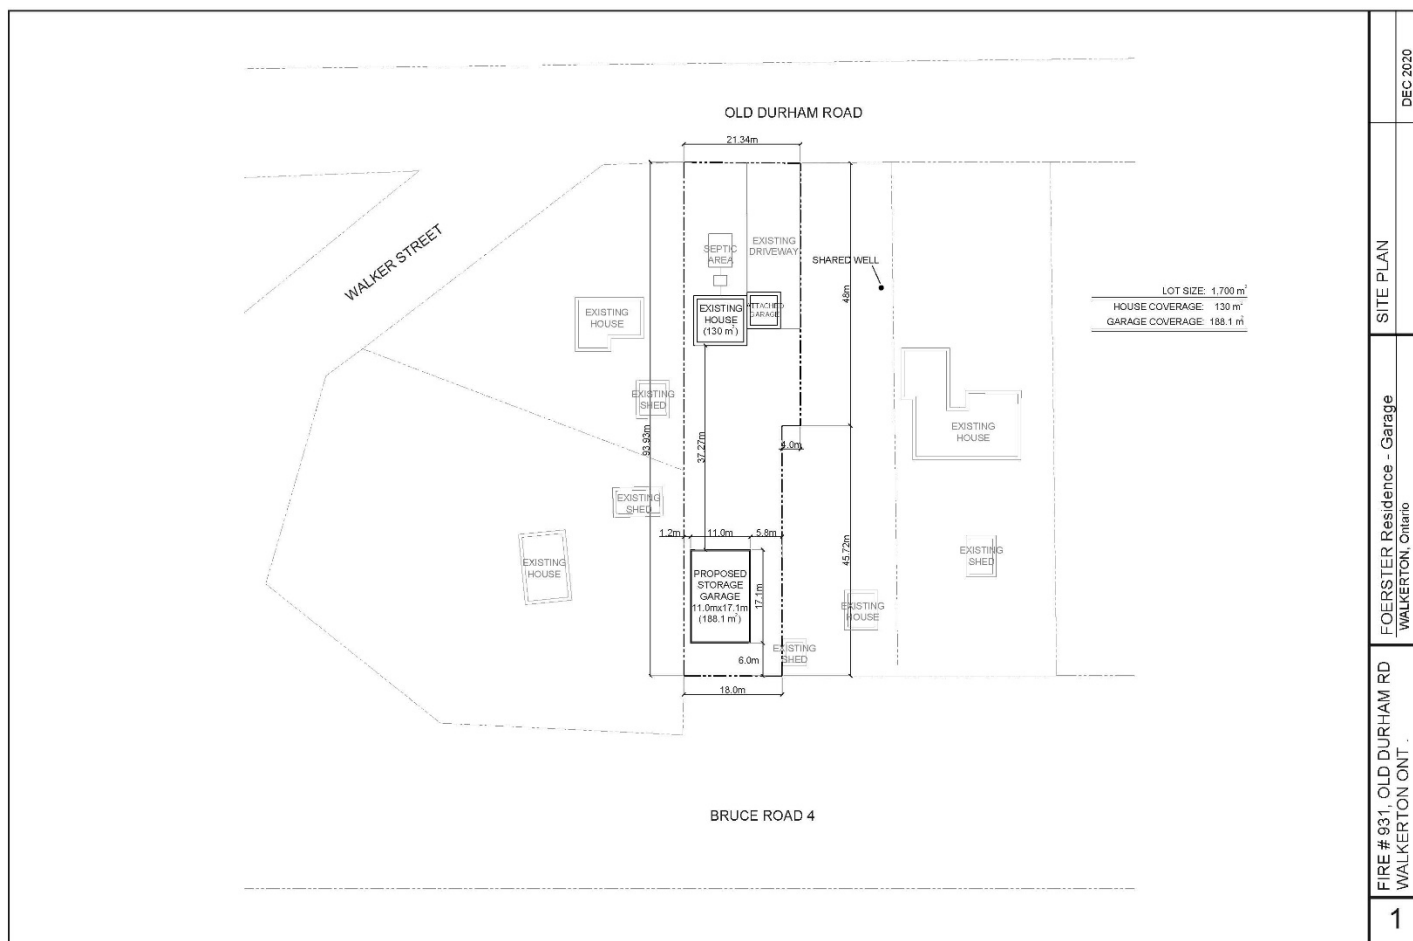 OLD DURHAM ROAD
21.34m
WALKER STREET
SEPTIC
AREA
EXISTING
DRIVEWAY
SHARED WELL
48m
EXISTING
HOUSE
EXISTING
HOUSE
(130 m²)
ATTACHED
GARAGE
LOT SIZE: 1,700 m²
HOUSE COVERAGE: 130 m²
GARAGE COVERAGE: 188.1 m²
EXISTING
SHED
93.93m
37.27m
4.0m
EXISTING
HOUSE
EXISTING
SHED
1.2m
11.0m
5.8m
45.72m
EXISTING
HOUSE
PROPOSED
STORAGE
GARAGE
11.0mx17.1m
(188.1 m²)
17.1m
EXISTING
SHED
EXISTING
HOUSE
6.0m
EXISTING
SHED
18.0m
BRUCE ROAD 4
DEC 2020
SITE PLAN
FOERSTER Residence - Garage
WALKERTON, Ontario
FIRE # 931, OLD DURHAM RD
WALKERTON ONT .
1